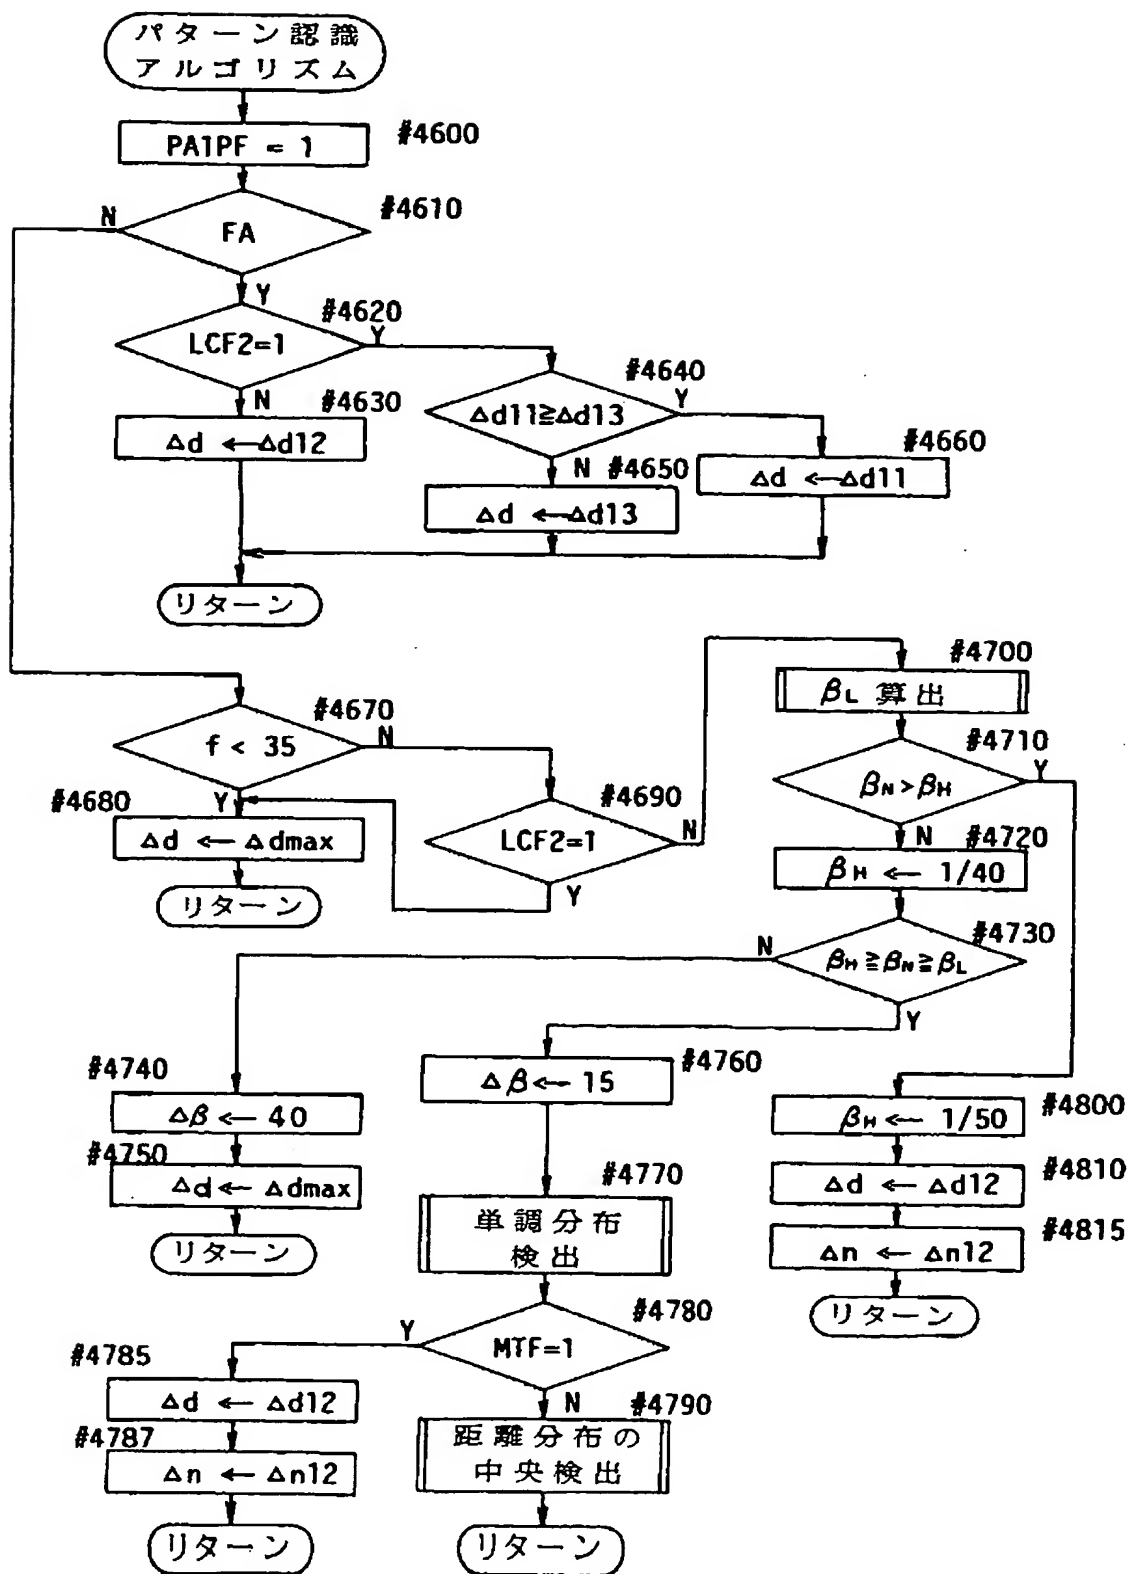 パターン認識
アルゴリズム
PA1PF = 1
#4600
FA
#4610
N
Y
LCF2=1
#4620
Y
N
#4630
Δd ← Δd12
Δd11≧Δd13
#4640
Y
N
#4650
Δd ← Δd13
#4660
Δd ← Δd11
リターン
f < 35
#4670
N
Y
#4680
Δd ← Δdmax
リターン
LCF2=1
#4690
N
Y
#4700
βL 算出
#4710
βN > βH
Y
N
#4720
βH ← 1/40
#4730
βH ≧ βN ≧ βL
N
Y
#4740
Δβ ← 40
#4750
Δd ← Δdmax
リターン
#4760
Δβ ← 15
#4770
単調分布
検出
#4780
MTF=1
Y
N
#4785
Δd ← Δd12
#4787
Δn ← Δn12
リターン
#4790
距離分布の
中央検出
リターン
#4800
βH ← 1/50
#4810
Δd ← Δd12
#4815
Δn ← Δn12
リターン